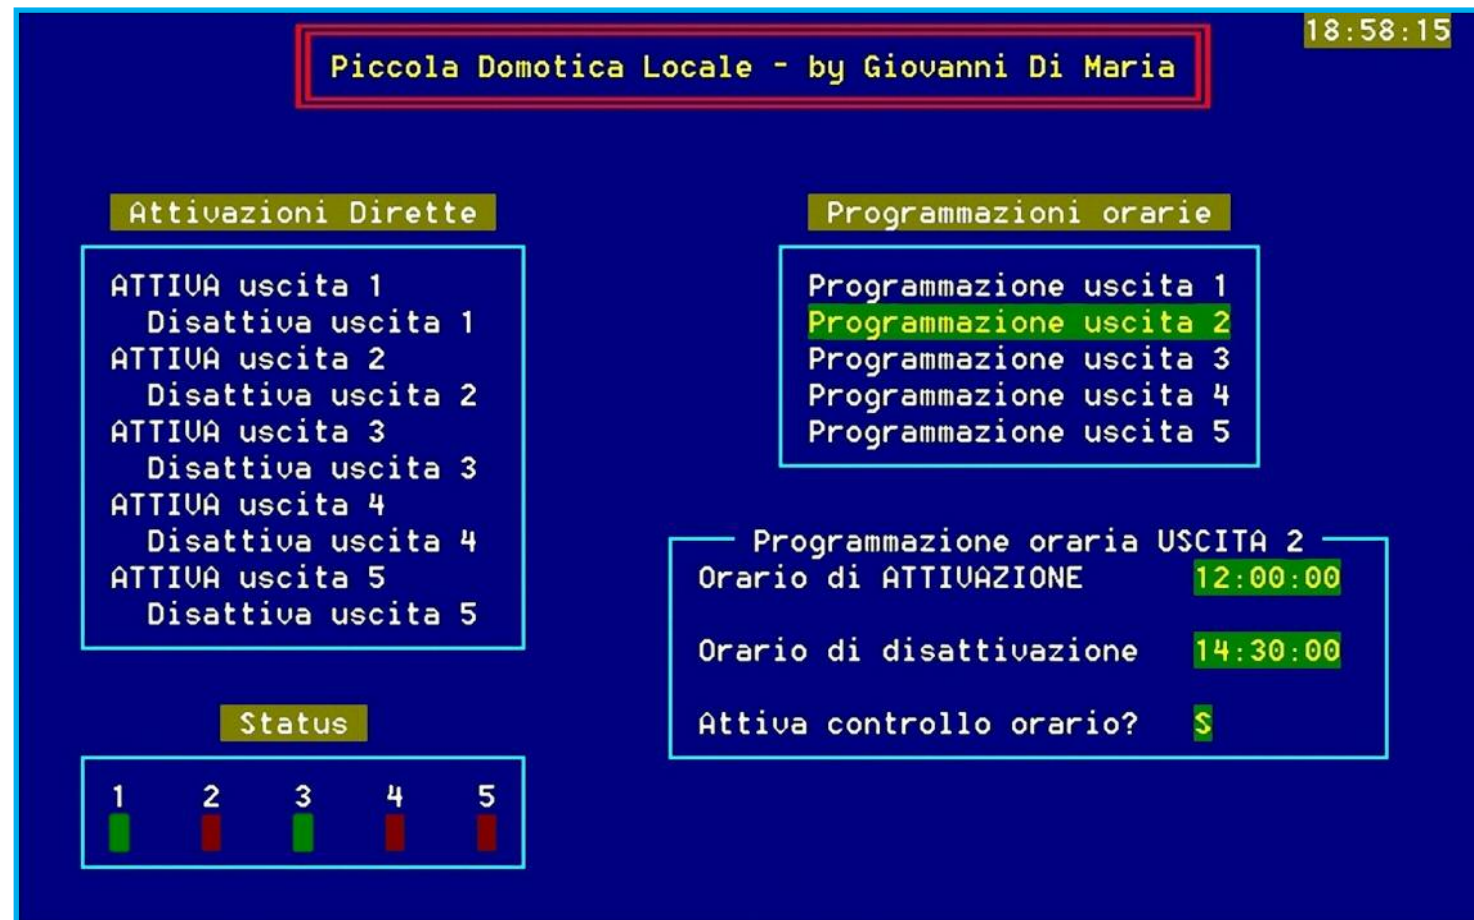 18:58:15
Piccola Domotica Locale - by Giovanni Di Maria
Attivazioni Dirette
ATTIVA uscita 1
Disattiva uscita 1
ATTIVA uscita 2
Disattiva uscita 2
ATTIVA uscita 3
Disattiva uscita 3
ATTIVA uscita 4
Disattiva uscita 4
ATTIVA uscita 5
Disattiva uscita 5
Status
1 2 3 4 5
Programmazioni orarie
Programmazione uscita 1
Programmazione uscita 2
Programmazione uscita 3
Programmazione uscita 4
Programmazione uscita 5
Programmazione oraria USCITA 2
Orario di ATTIVAZIONE 12:00:00
Orario di disattivazione 14:30:00
Attiva controllo orario? S